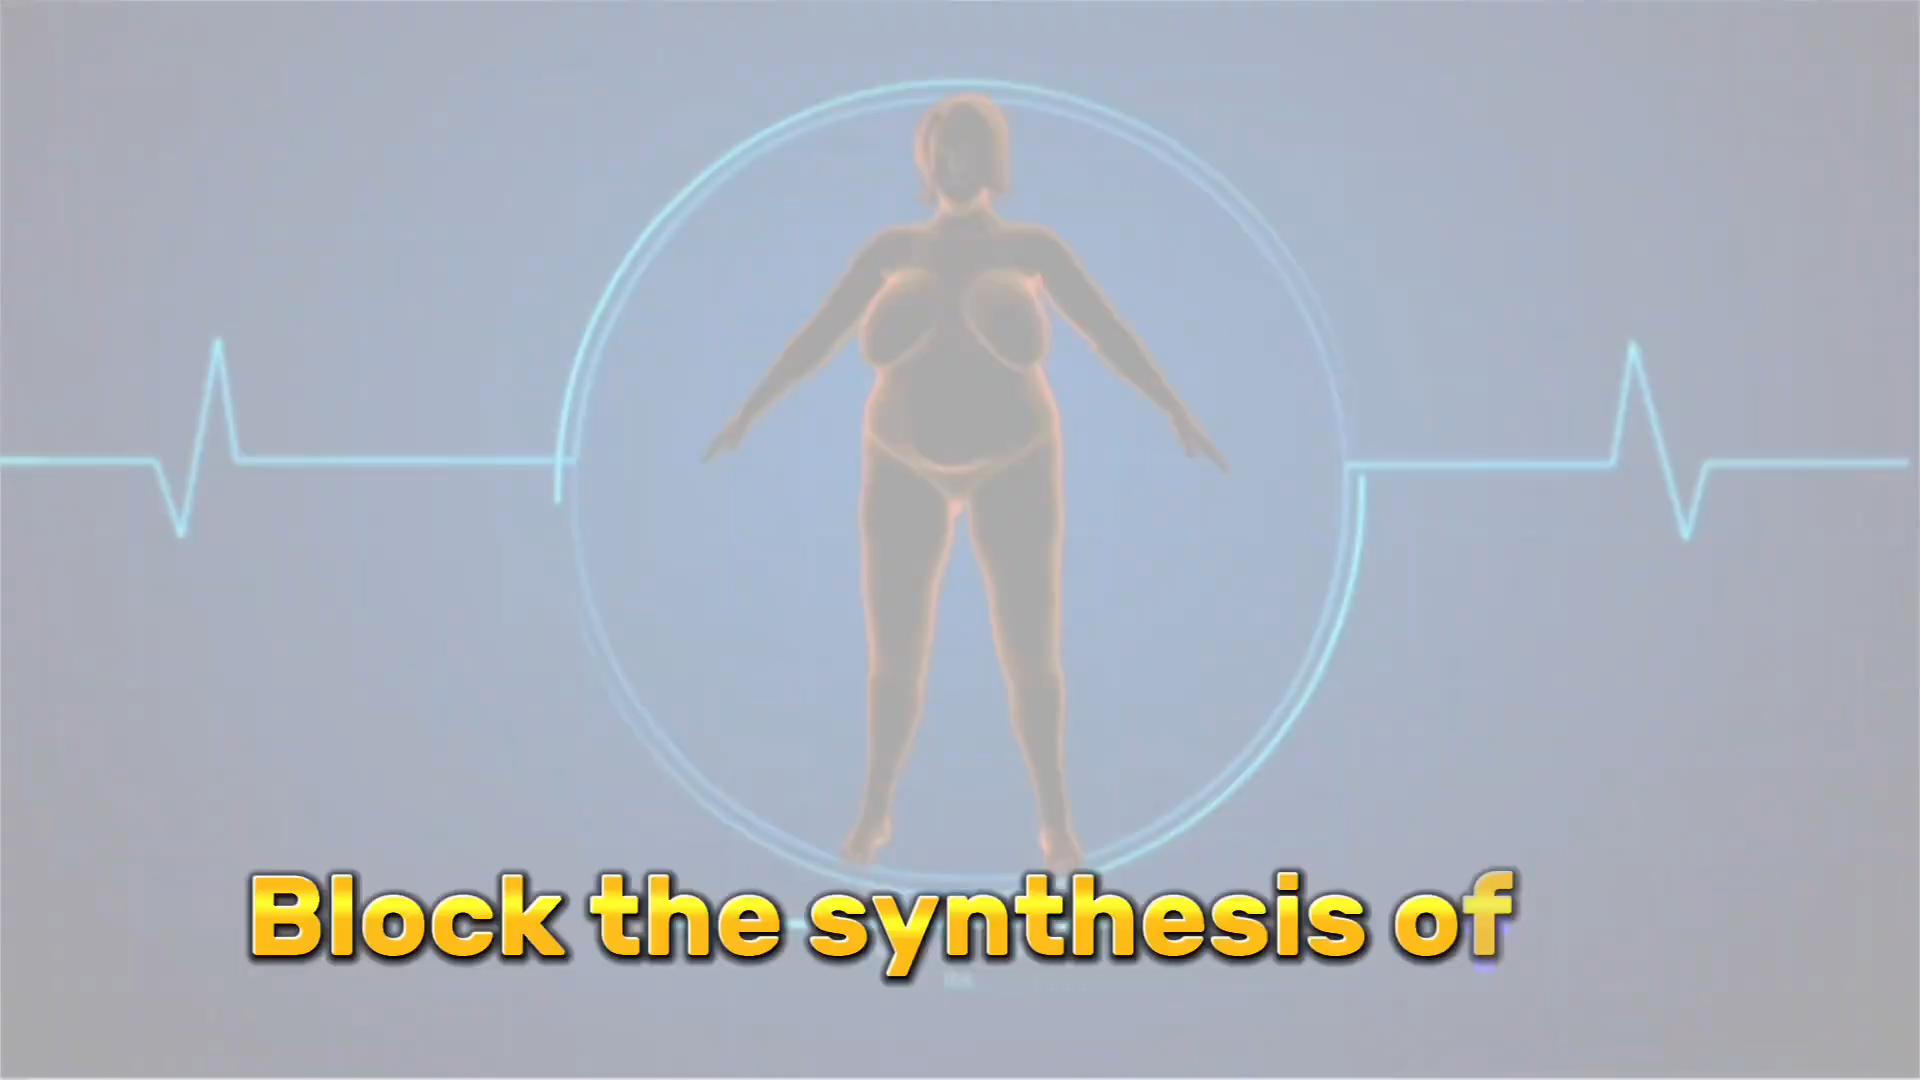 Block the synthesis of